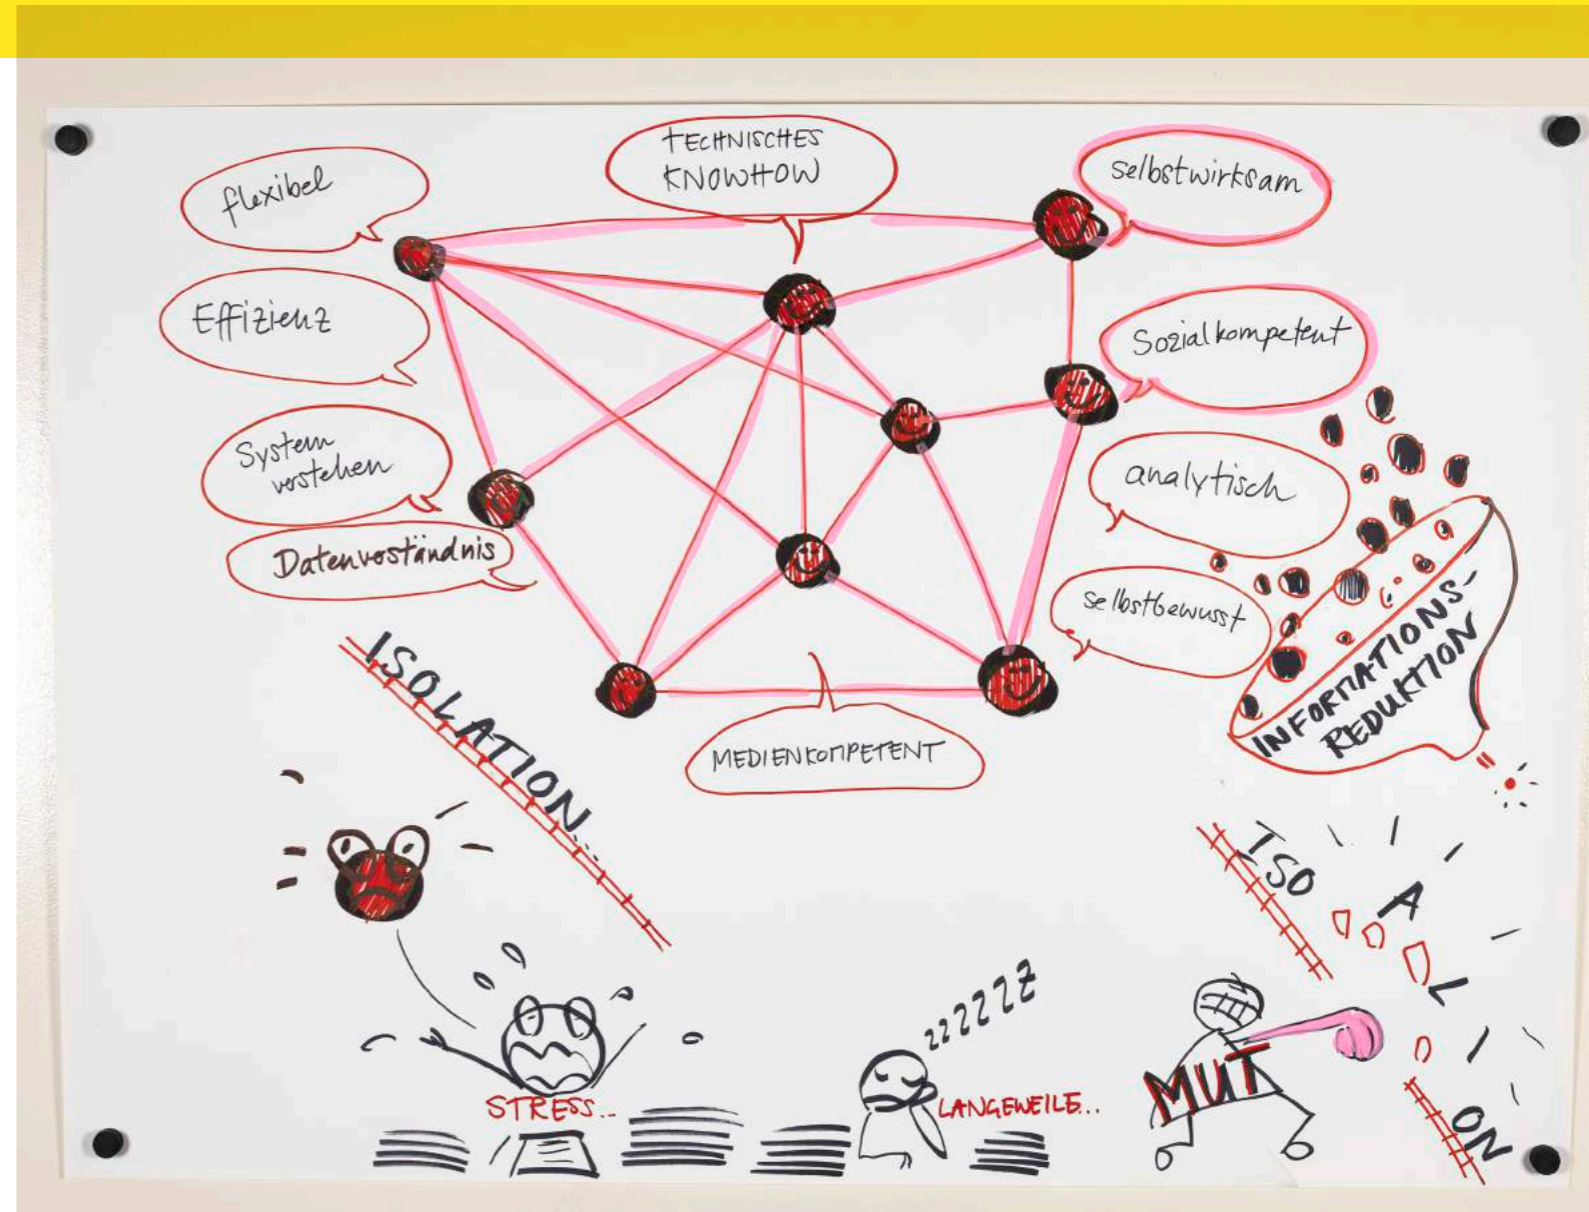 flexibel
TECHNISCHES
KNOWHOW
selbstwirksam
Effizienz
Sozialkompetent
System
verstehen
analytisch
Datenverständnis
selbstbewusst
INFORMATIONS-
REDUKTION
MEDIENKOMPETENT
ISOLATION...
ISO
A
L
I
ON
zzzzzz
MUT
STRESS...
LANGEWEILE...